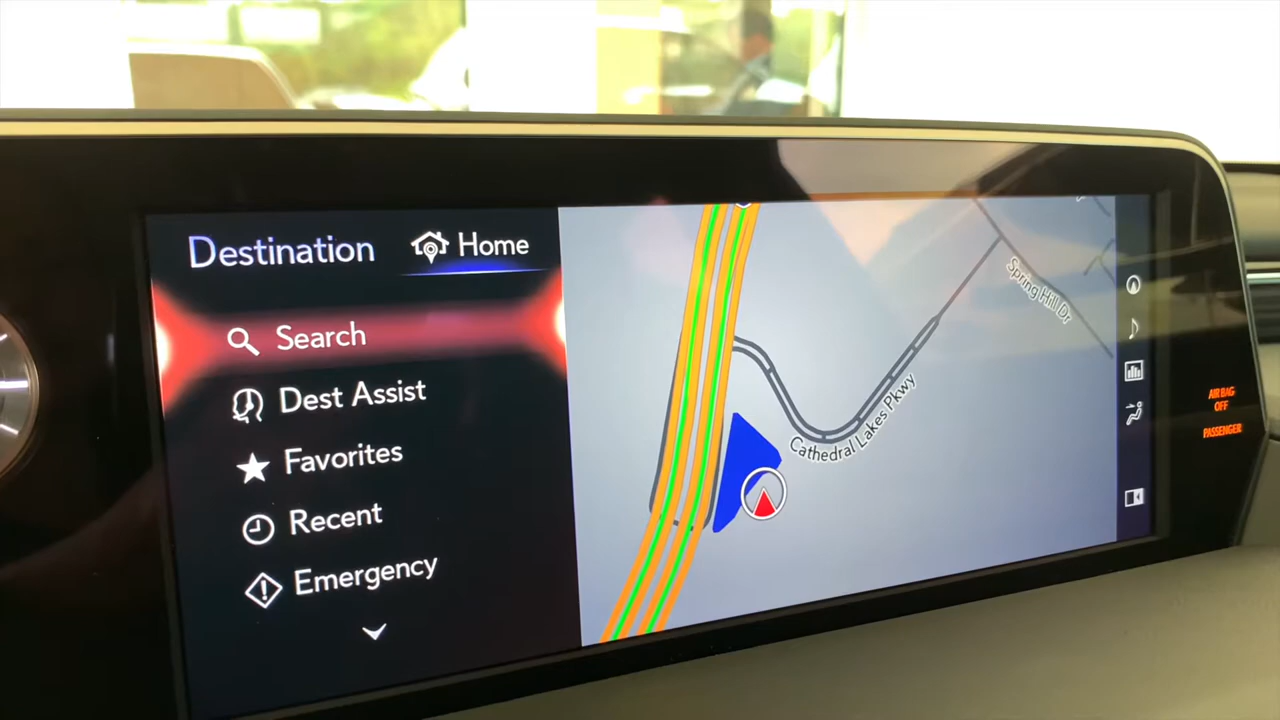 Destination
Home
Search
Dest Assist
Favorites
Recent
Emergency
Spring Hill Dr
Cathedral Lakes Pkwy
AIR BAG
OFF
PASSENGER